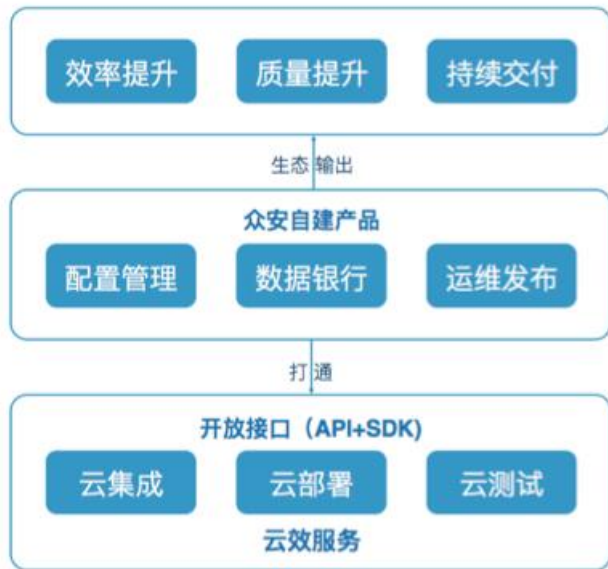 效率提升 质量提升 持续交付
生态输出
众安自建产品
配置管理 数据银行 运维发布
打通
开放接口（API+SDK)
云集成 云部署 云测试
云效服务